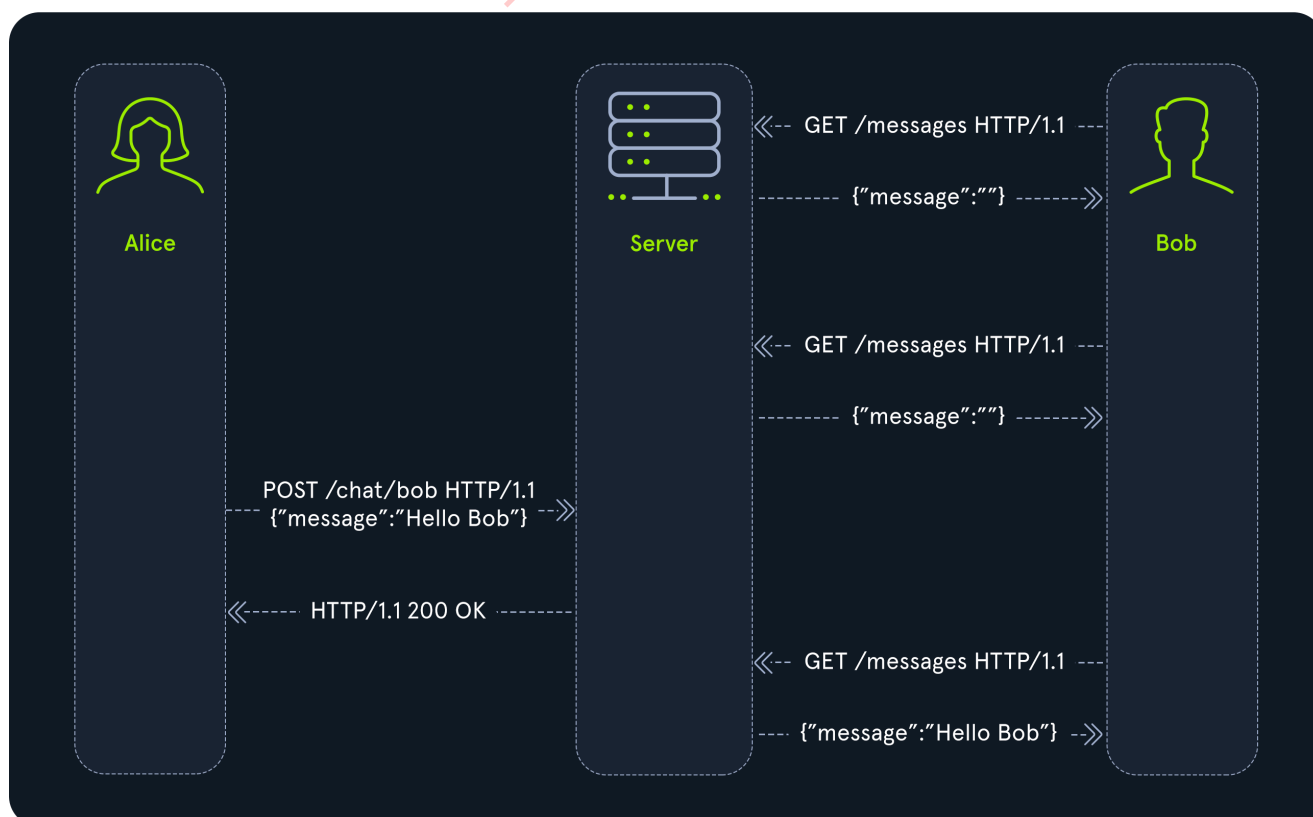 GET /messages HTTP/1.1
{"message":""}
Alice
Server
Bob
GET /messages HTTP/1.1
{"message":""}
POST /chat/bob HTTP/1.1
{"message":"Hello Bob"}
HTTP/1.1 200 OK
GET /messages HTTP/1.1
{"message":"Hello Bob"}